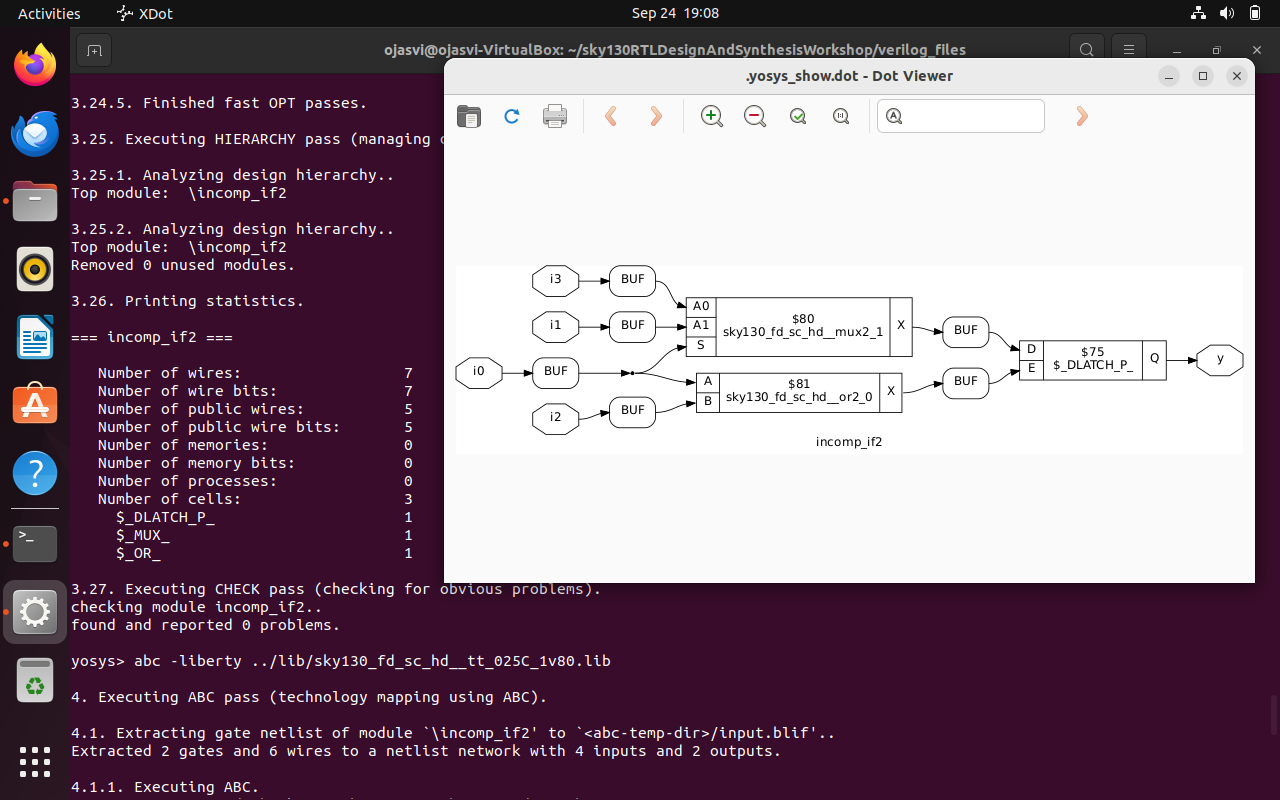 Activities
XDot
Sep 24 19:08
ojasvi@ojasvi-VirtualBox: ~/sky130RTLDesignAndSynthesisWorkshop/verilog_files
3.24.5. Finished fast OPT passes.
3.25. Executing HIERARCHY pass (managing
3.25.1. Analyzing design hierarchy..
Top module:  \incomp_if2
3.25.2. Analyzing design hierarchy..
Top module:  \incomp_if2
Removed 0 unused modules.
3.26. Printing statistics.
=== incomp_if2 ===
Number of wires: 7
Number of wire bits: 7
Number of public wires: 5
Number of public wire bits: 5
Number of memories: 0
Number of memory bits: 0
Number of processes: 0
Number of cells: 3
$_DLATCH_P_ 1
$_MUX_ 1
$_OR_ 1
3.27. Executing CHECK pass (checking for obvious problems).
checking module incomp_if2..
found and reported 0 problems.
yosys> abc -liberty ../lib/sky130_fd_sc_hd__tt_025C_1v80.lib
4. Executing ABC pass (technology mapping using ABC).
4.1. Extracting gate netlist of module `\incomp_if2' to `<abc-temp-dir>/input.blif'..
Extracted 2 gates and 6 wires to a netlist network with 4 inputs and 2 outputs.
4.1.1. Executing ABC.
.yosys_show.dot - Dot Viewer
i3
BUF
i1
BUF
i0
BUF
i2
BUF
A0
A1
S
$80
sky130_fd_sc_hd__mux2_1
X
A
B
$81
sky130_fd_sc_hd__or2_0
X
BUF
BUF
D
E
$75
$_DLATCH_P_
Q
y
incomp_if2